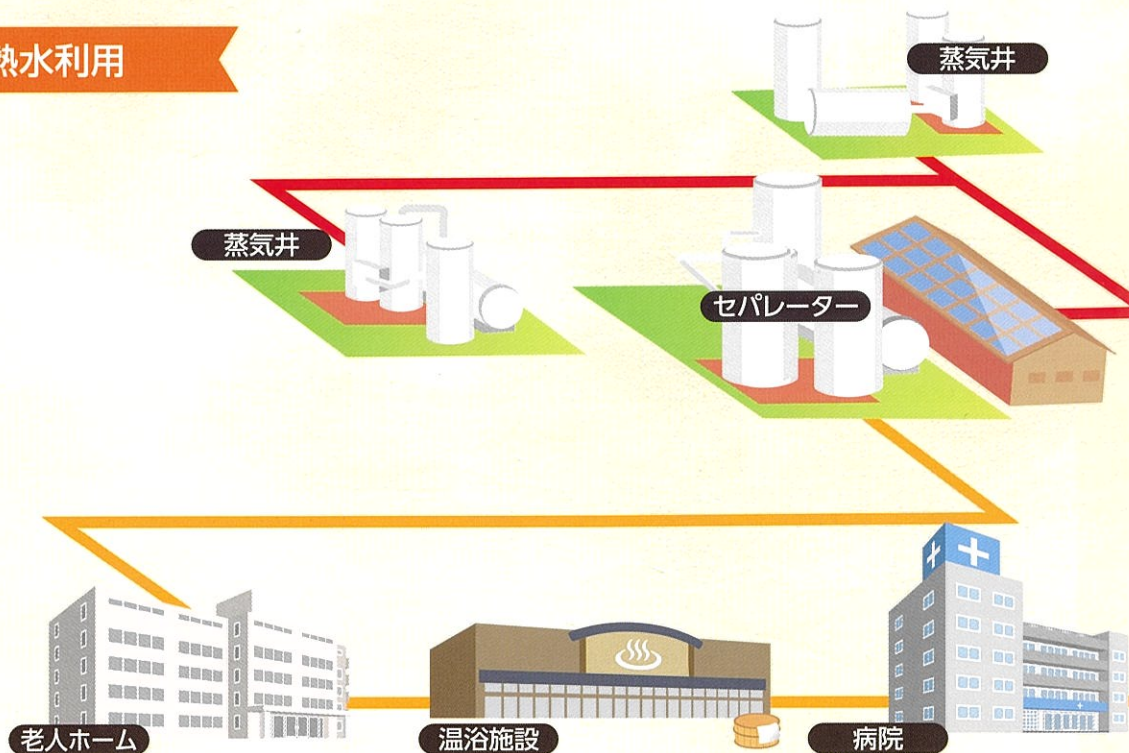 熱水利用
蒸気井
蒸気井
セパレーター
老人ホーム
温浴施設
病院